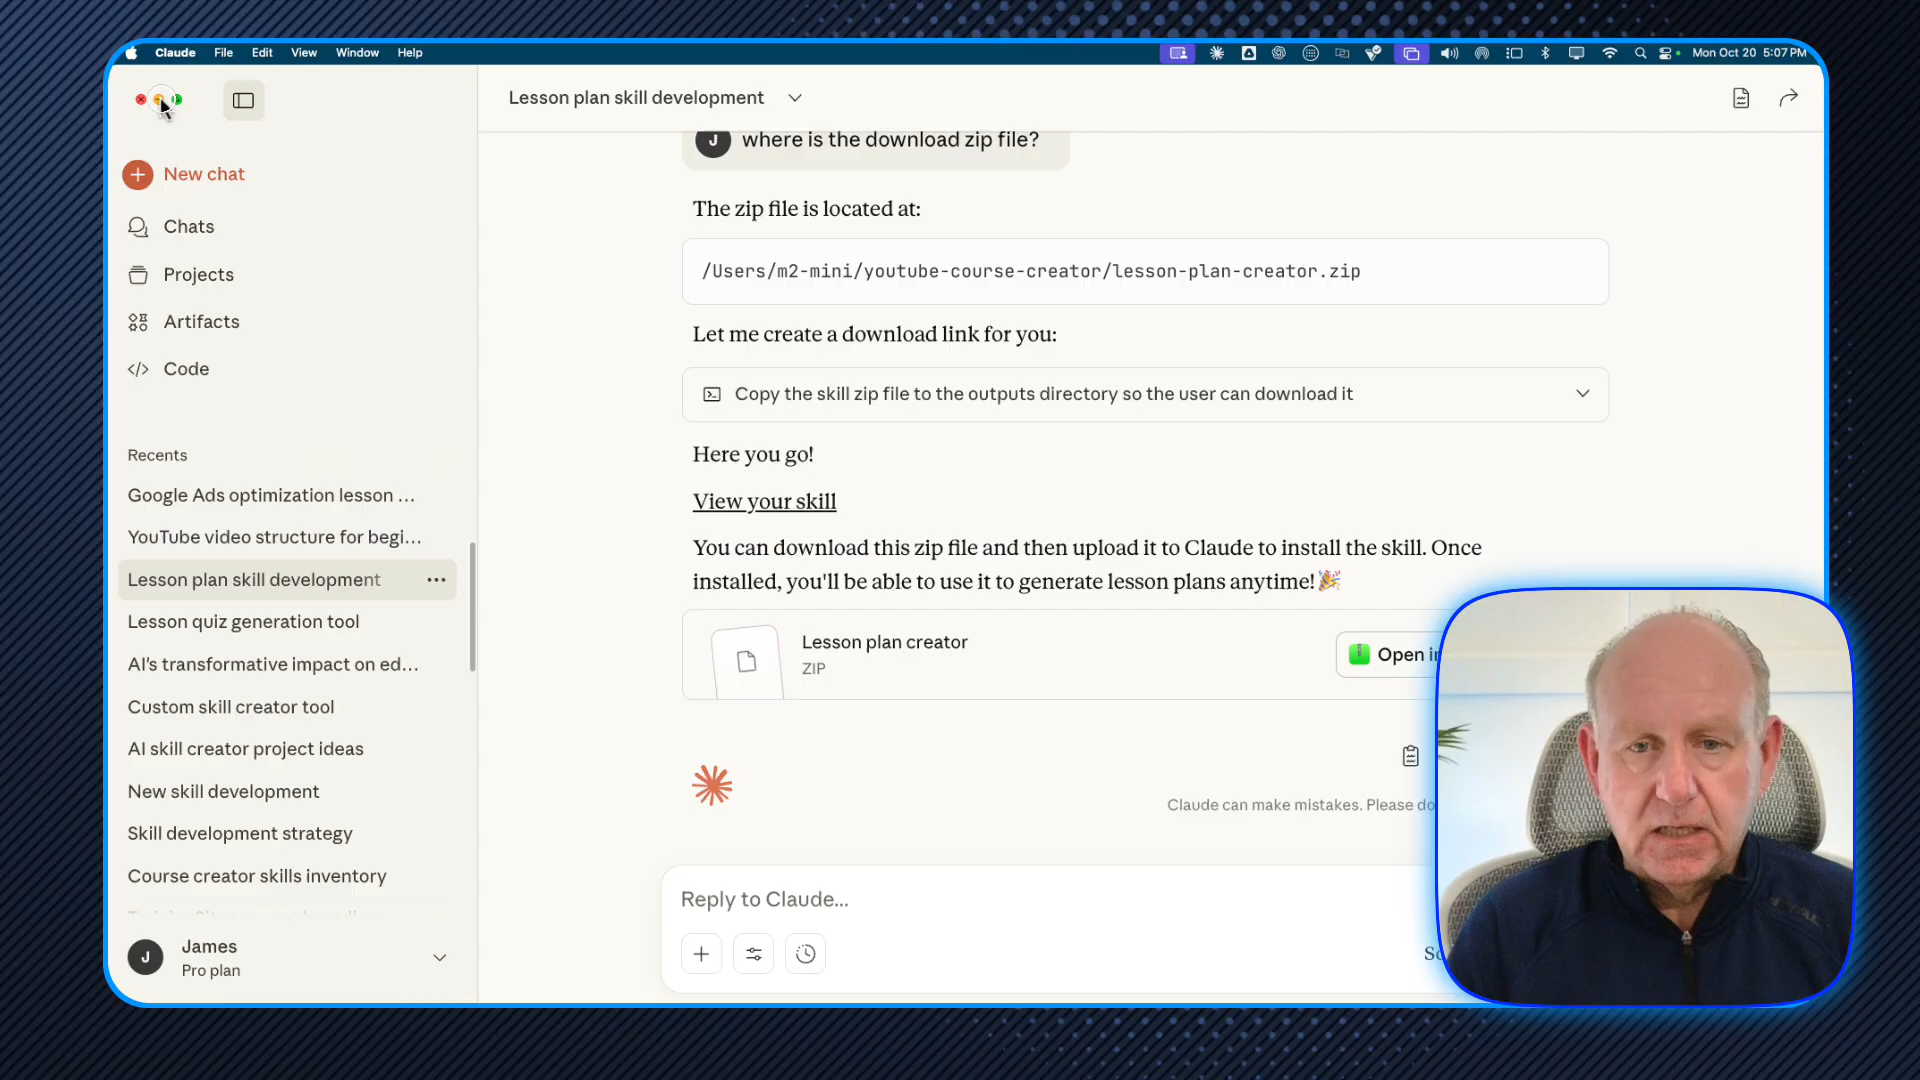 Claude File Edit View Window Help
Mon Oct 20 5:07 PM
New chat
Chats
Projects
Artifacts
Code
Recents
Google Ads optimization lesson ...
YouTube video structure for begi...
Lesson plan skill development
Lesson quiz generation tool
AI's transformative impact on ed...
Custom skill creator tool
AI skill creator project ideas
New skill development
Skill development strategy
Course creator skills inventory
J
James
Pro plan
Lesson plan skill development
J
where is the download zip file?
The zip file is located at:
/Users/m2-mini/youtube-course-creator/lesson-plan-creator.zip
Let me create a download link for you:
Copy the skill zip file to the outputs directory so the user can download it
Here you go!
View your skill
You can download this zip file and then upload it to Claude to install the skill. Once
installed, you'll be able to use it to generate lesson plans anytime!🎉
Lesson plan creator
ZIP
Open
Claude can make mistakes. Please
Reply to Claude...